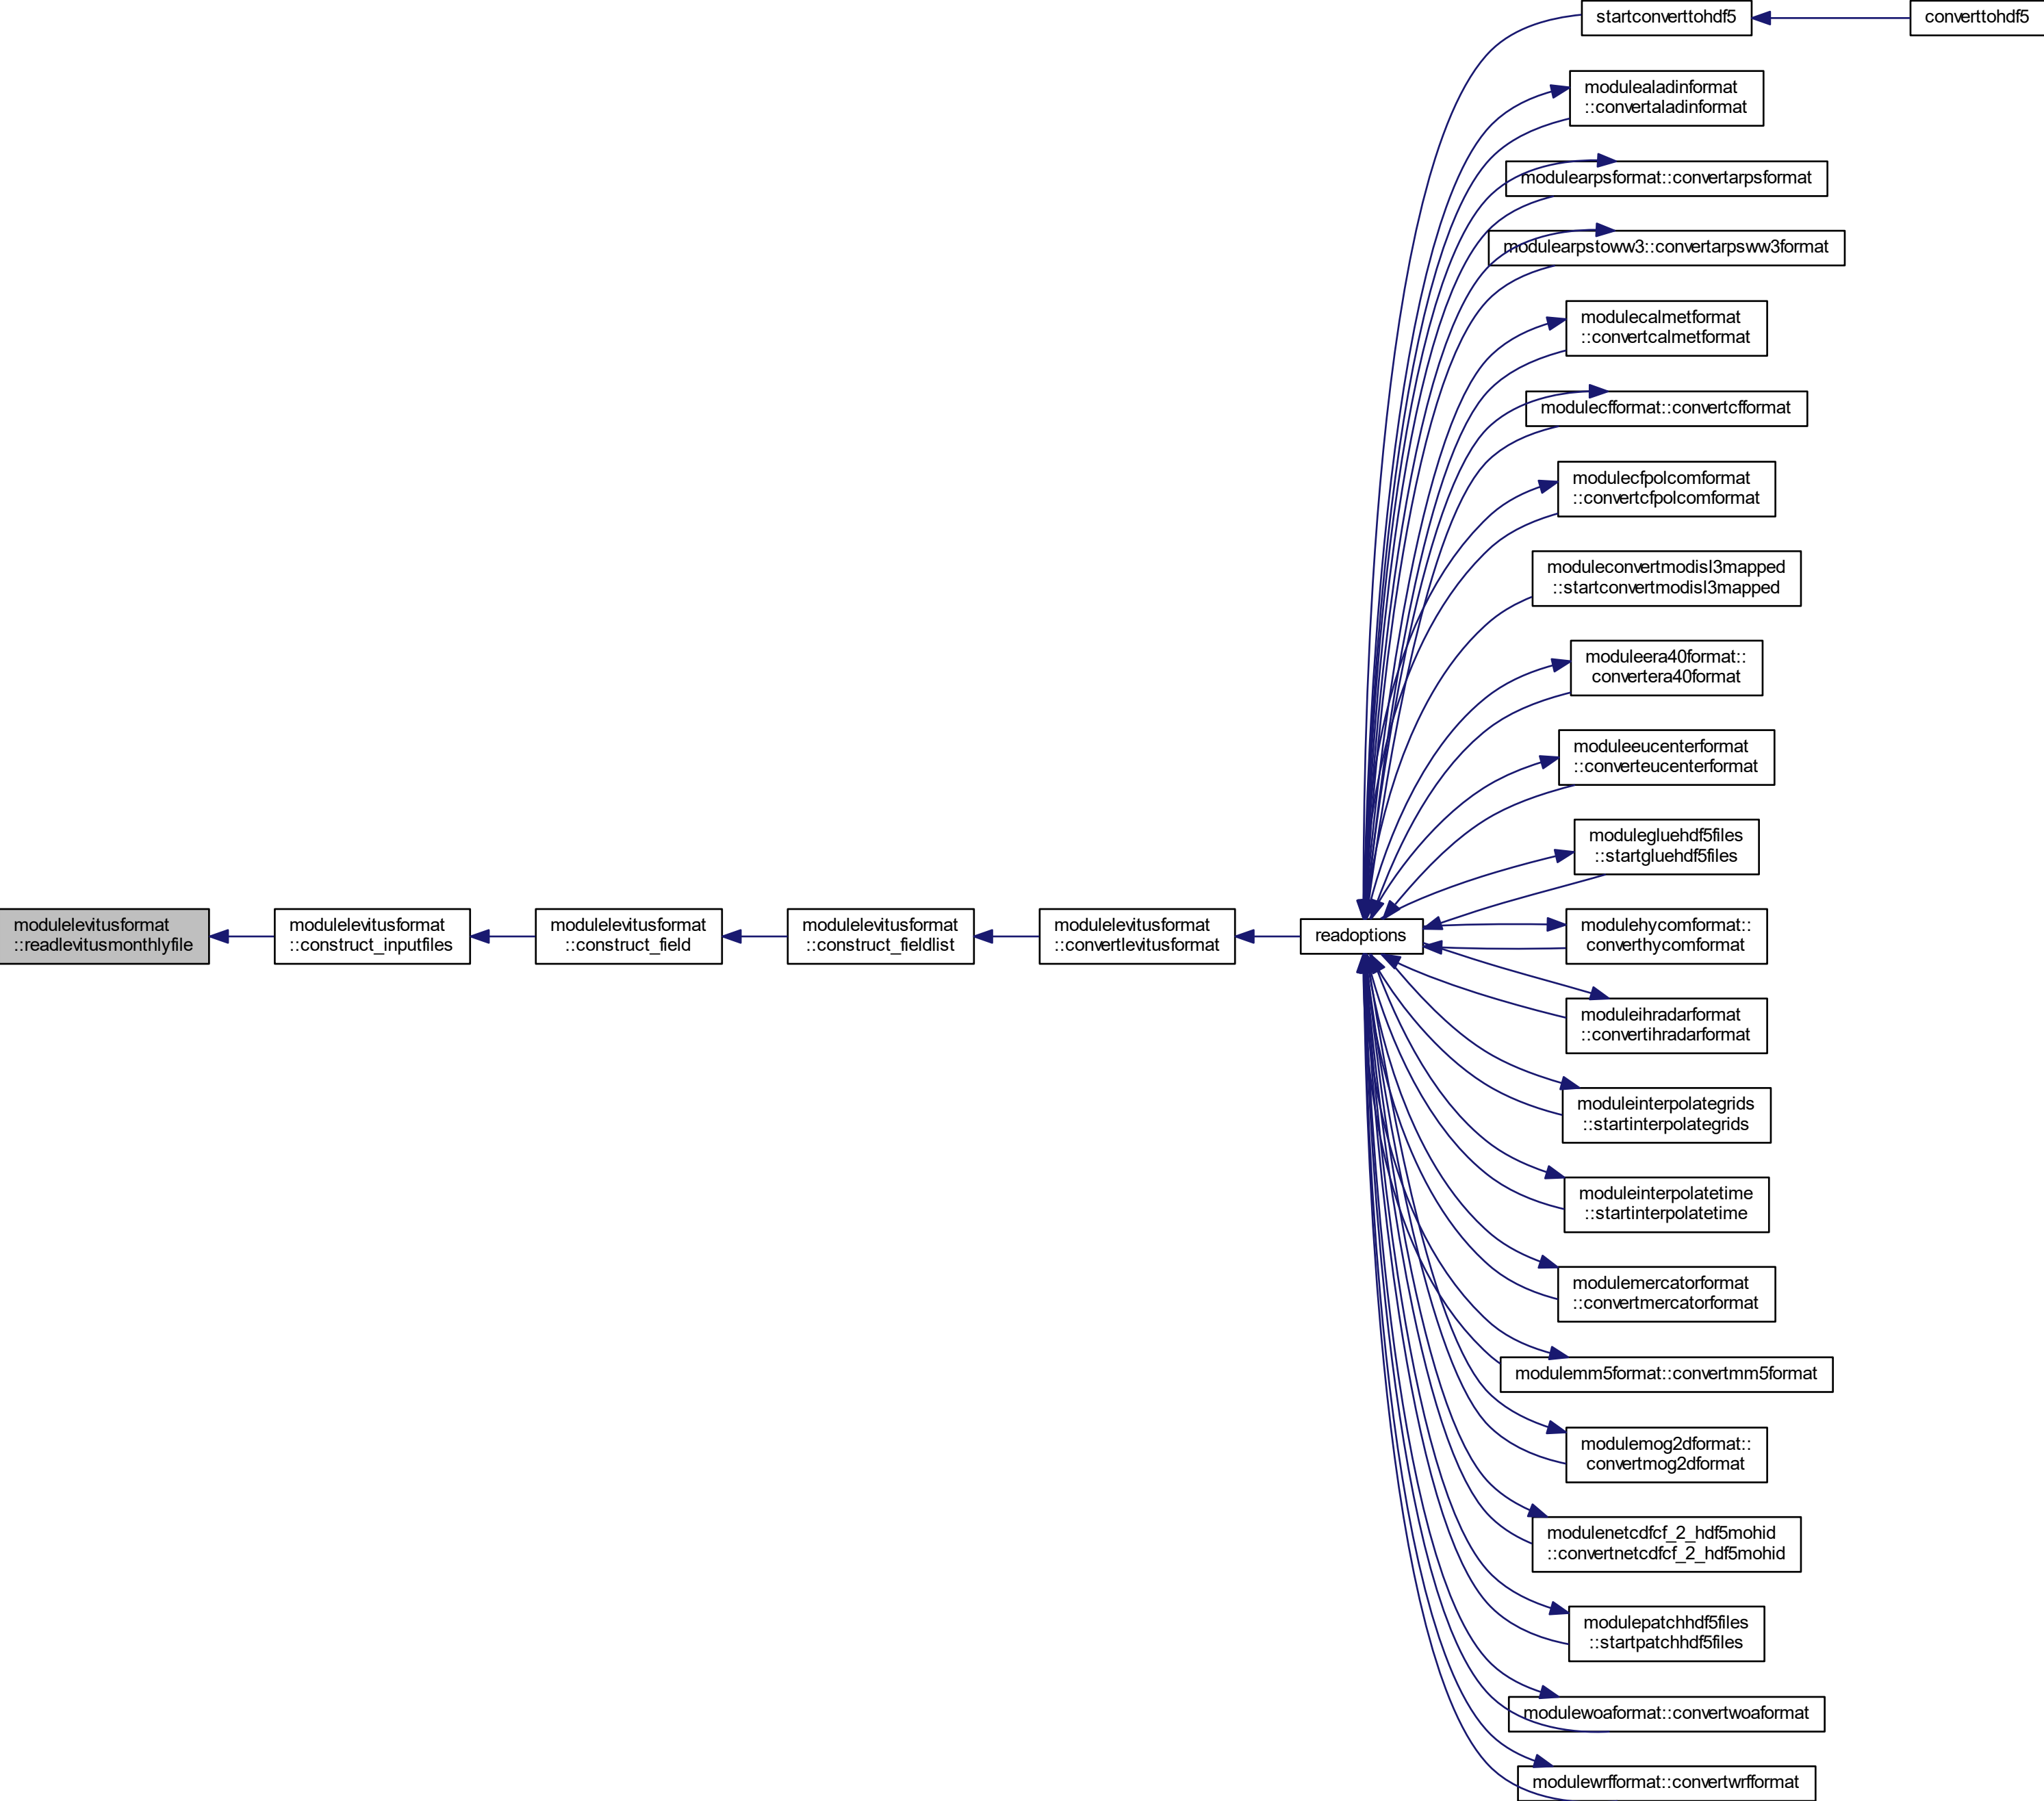 startconverttohdf5
converttohdf5
modulealadinformat
::convertaladinformat
modulearpsformat::convertarpsformat
modulearpstoww3::convertarpsww3format
modulecalmetformat
::convertcalmetformat
modulecfformat::convertcfformat
modulecfpolcomformat
::convertcfpolcomformat
moduleconvertmodisl3mapped
::startconvertmodisl3mapped
moduleera40format::
convertera40format
moduleeucenterformat
::converteucenterformat
modulegluehdf5files
::startgluehdf5files
modulelevitusformat
::readlevitusmonthlyfile
modulelevitusformat
::construct_inputfiles
modulelevitusformat
::construct_field
modulelevitusformat
::construct_fieldlist
modulelevitusformat
::convertlevitusformat
readoptions
modulehycomformat::
converthycomformat
moduleihradarformat
::convertihradarformat
moduleinterpolategrids
::startinterpolategrids
moduleinterpolatetime
::startinterpolatetime
modulemercatorformat
::convertmercatorformat
modulemm5format::convertmm5format
modulemog2dformat::
convertmog2dformat
modulenetcdfcf_2_hdf5mohid
::convertnetcdfcf_2_hdf5mohid
modulepatchhdf5files
::startpatchhdf5files
modulewoaformat::convertwoaformat
modulewrfformat::convertwrfformat